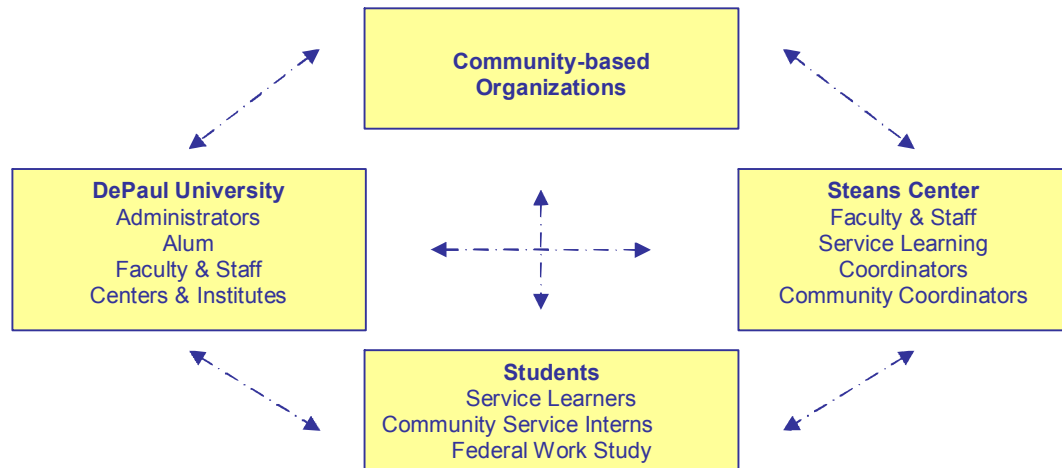 Community-based
Organizations
DePaul University
Administrators
Alum
Faculty & Staff
Centers & Institutes
Steans Center
Faculty & Staff
Service Learning
Coordinators
Community Coordinators
Students
Service Learners
Community Service Interns
Federal Work Study